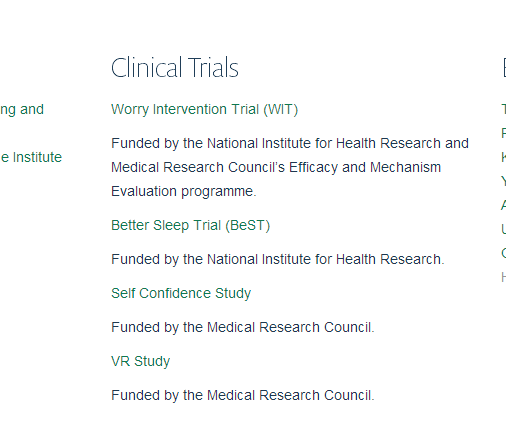 Clinical Trials
ng and
Worry Intervention Trial (WIT)
Funded by the National Institute for Health Research and
e Institute
Medical Research Council's Efficacy and Mechanism
Evaluation programme.
Better Sleep Trial (BeST)
Funded by the National Institute for Health Research.
Self Confidence Study
Funded by the Medical Research Council.
VR Study
Funded by the Medical Research Council.